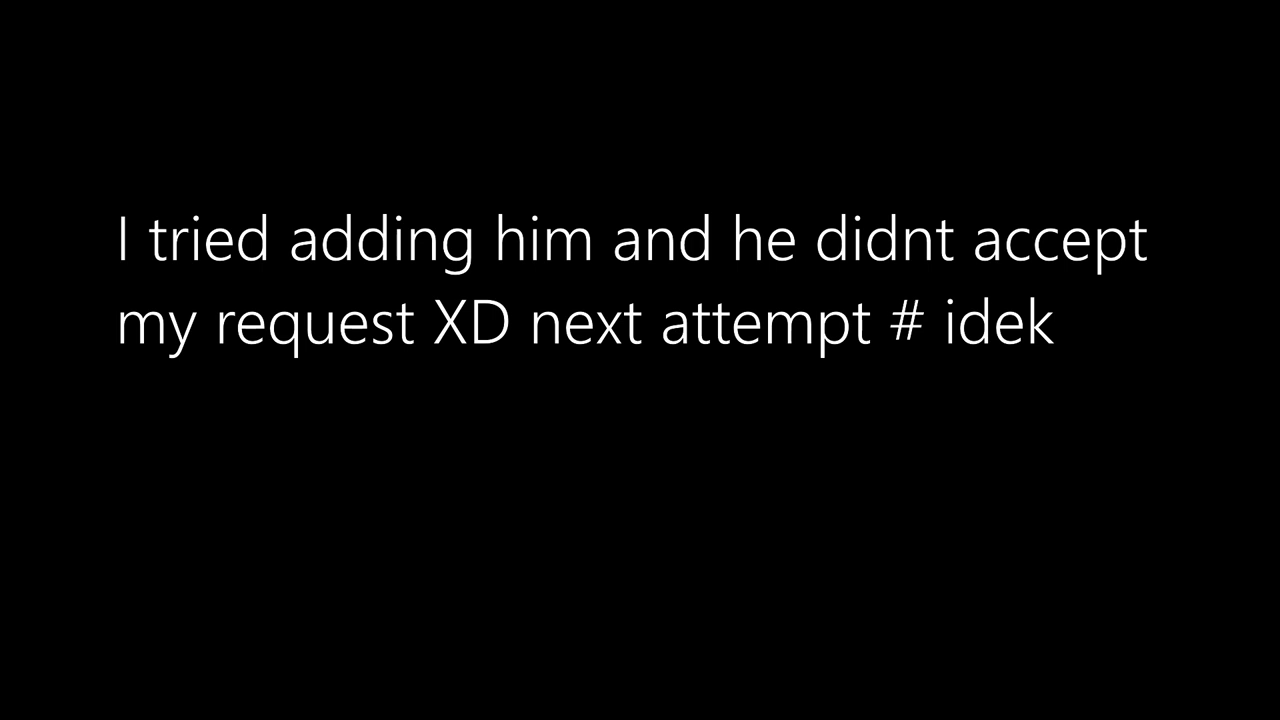 I tried adding him and he didnt accept
my request XD next attempt # idek